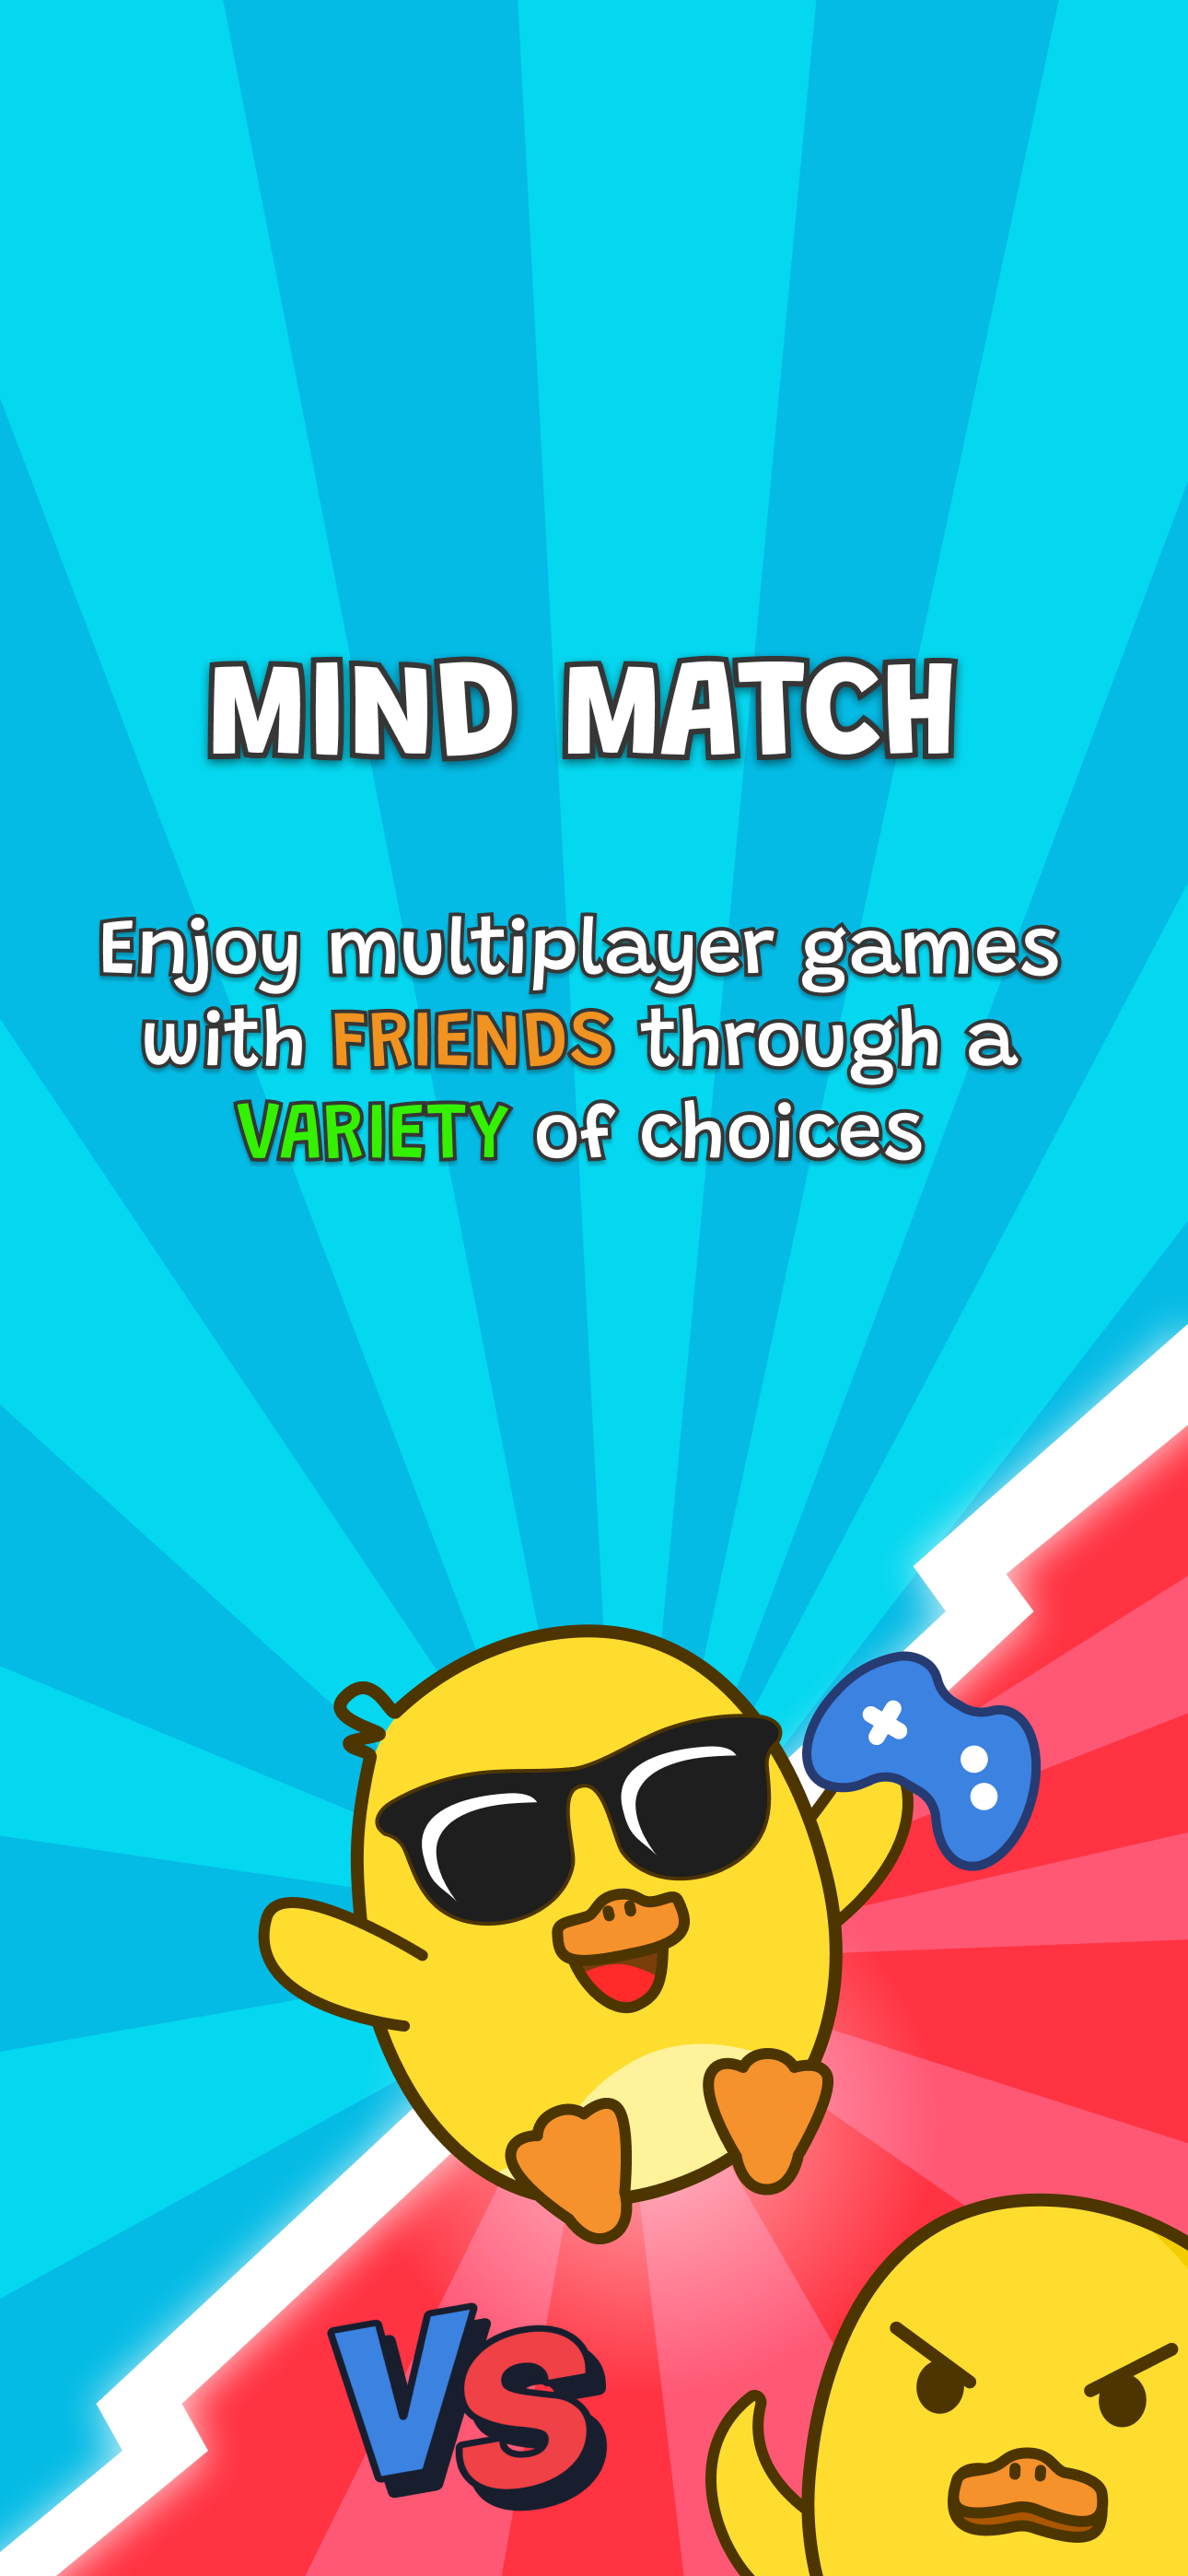 MIND MATCH
Enjoy multiplayer games
with FRIENDS through a
VARIETY of choices
VS